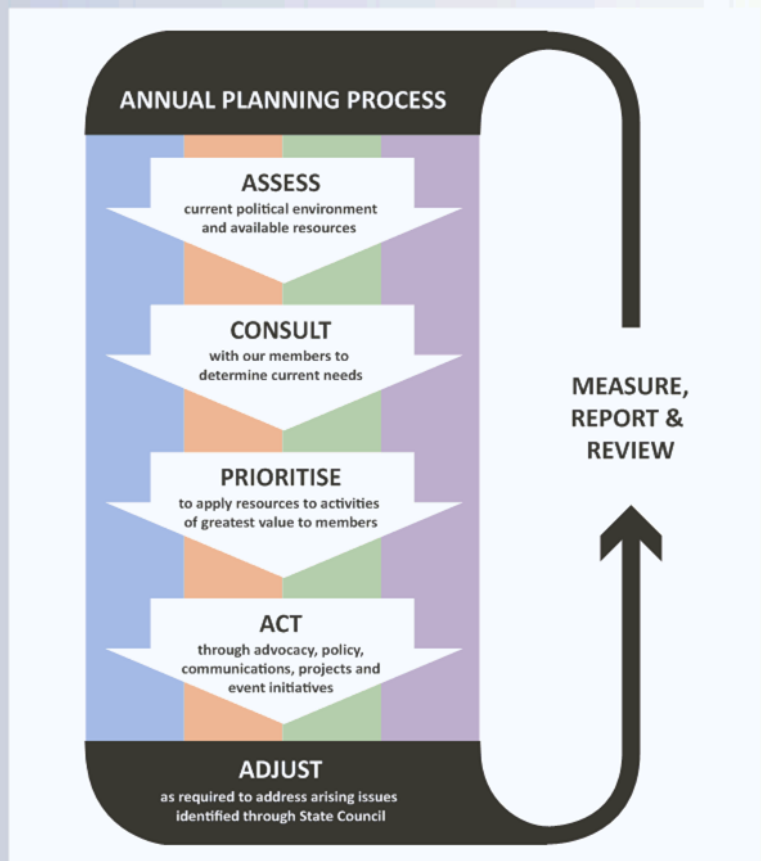 ANNUAL PLANNING PROCESS
ASSESS
current political environment
and available resources
CONSULT
with our members to
determine current needs
PRIORITISE
to apply resources to activities
of greatest value to members
ACT
through advocacy, policy,
communications, projects and
event initiatives
ADJUST
as required to address arising issues
identified through State Council
MEASURE,
REPORT &
REVIEW